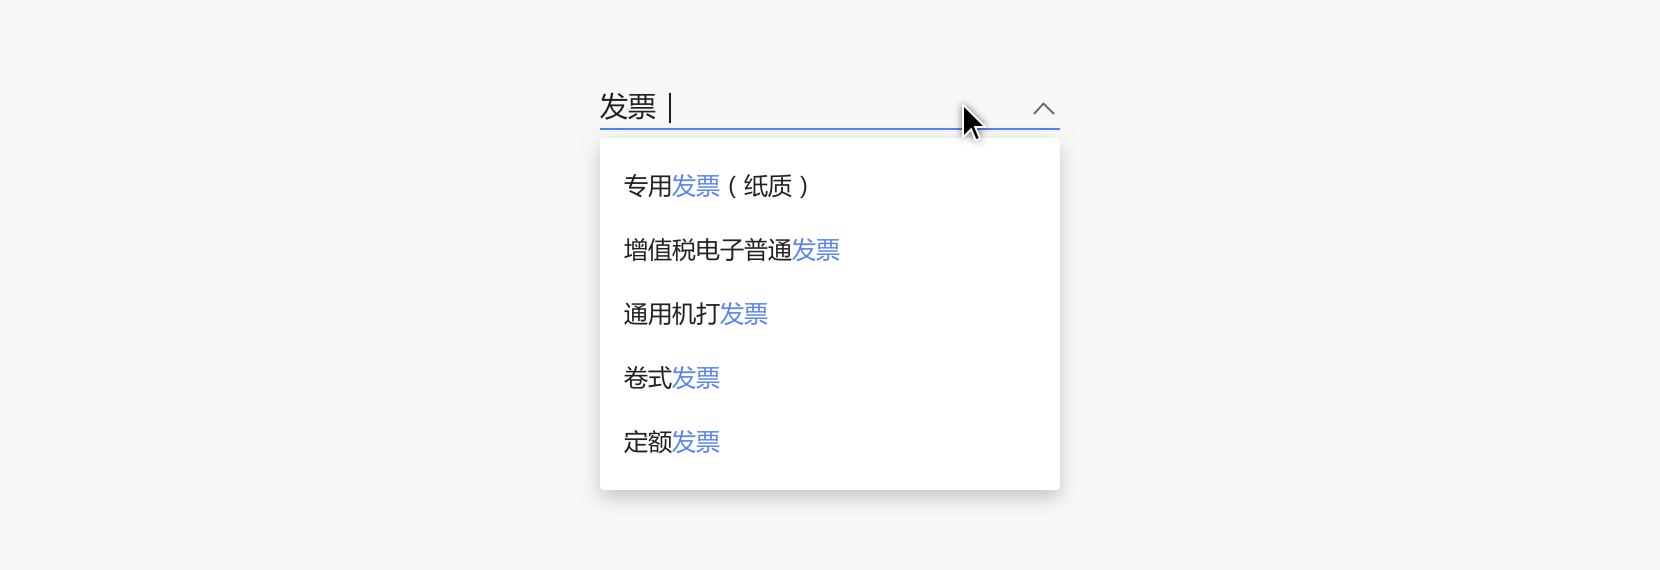 发票
专用发票（纸质）
增值税电子普通发票
通用机打发票
卷式发票
定额发票